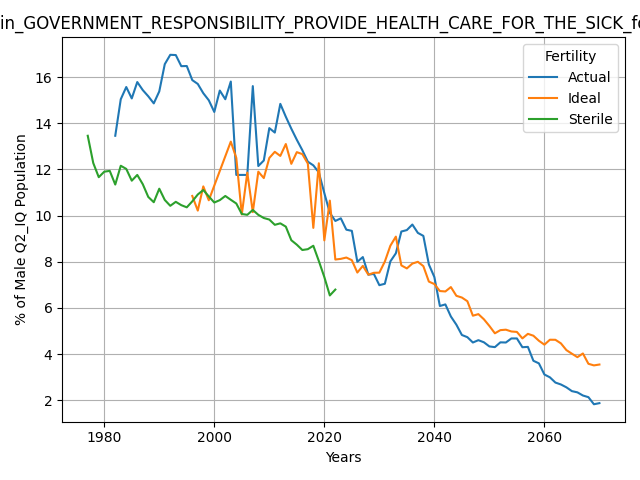 in_GOVERNMENT_RESPONSIBILITY_PROVIDE_HEALTH_CARE_FOR_THE_SICK_f
Fertility
Actual
Ideal
Sterile
% of Male Q2_IQ Population
16
14
12
10
8
6
4
2
1980 2000 2020 2040 2060
Years